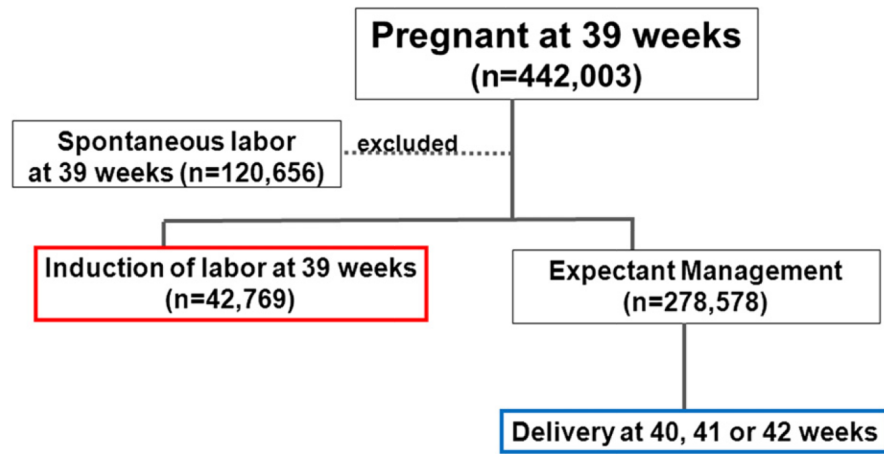 Pregnant at 39 weeks
(n=442,003)
excluded
Spontaneous labor
at 39 weeks (n=120,656)
Induction of labor at 39 weeks
(n=42,769)
Expectant Management
(n=278,578)
Delivery at 40, 41 or 42 weeks